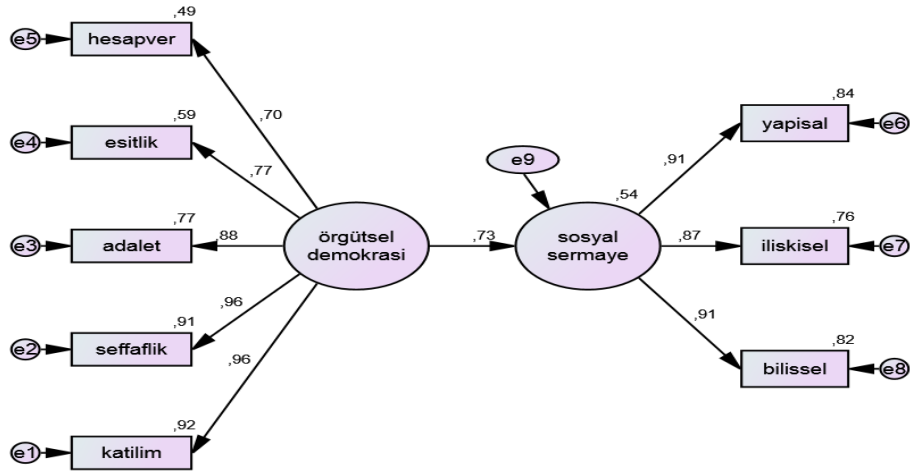 ,49
e5
hesapver
,70
,59
e4
esitlik
,77
,77
e3
adalet
,88
,91
e2
seffaflik
,96
,92
e1
katilim
,96
örgütsel
demokrasi
,73
e9
,54
sosyal
sermaye
,84
yapisal
e6
,91
,76
iliskisel
e7
,87
,82
bilissel
e8
,91